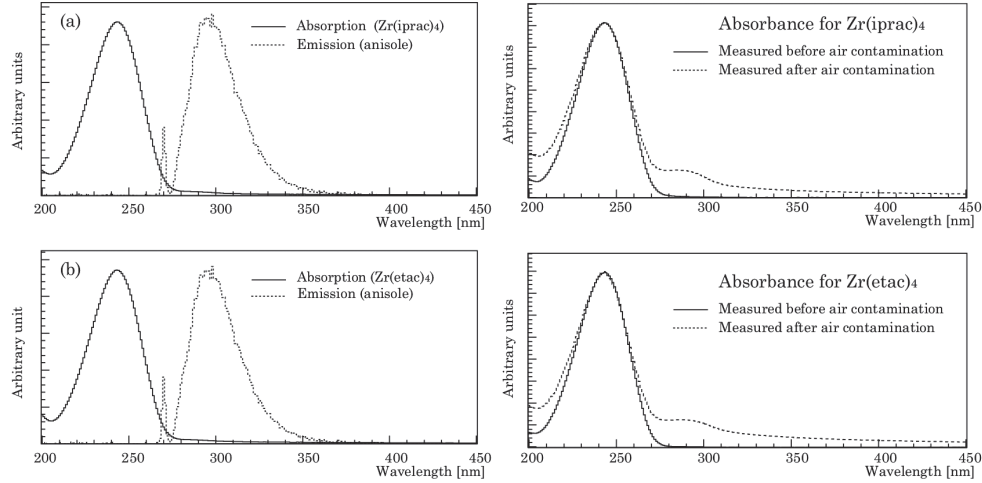 (a)
Absorption (Zr(iprac)4)
Emission (anisole)
Arbitrary units
200 250 300 350 400 450
Wavelength [nm]
Absorbance for Zr(iprac)4
Measured before air contamination
Measured after air contamination
Arbitrary units
200 250 300 350 400 450
Wavelength [nm]
(b)
Absorption (Zr(etac)4)
Emission (anisole)
Arbitrary unit
200 250 300 350 400 450
Wavelength [nm]
Absorbance for Zr(etac)4
Measured before air contamination
Measured after air contamination
Arbitrary units
200 250 300 350 400 450
Wavelength [nm]